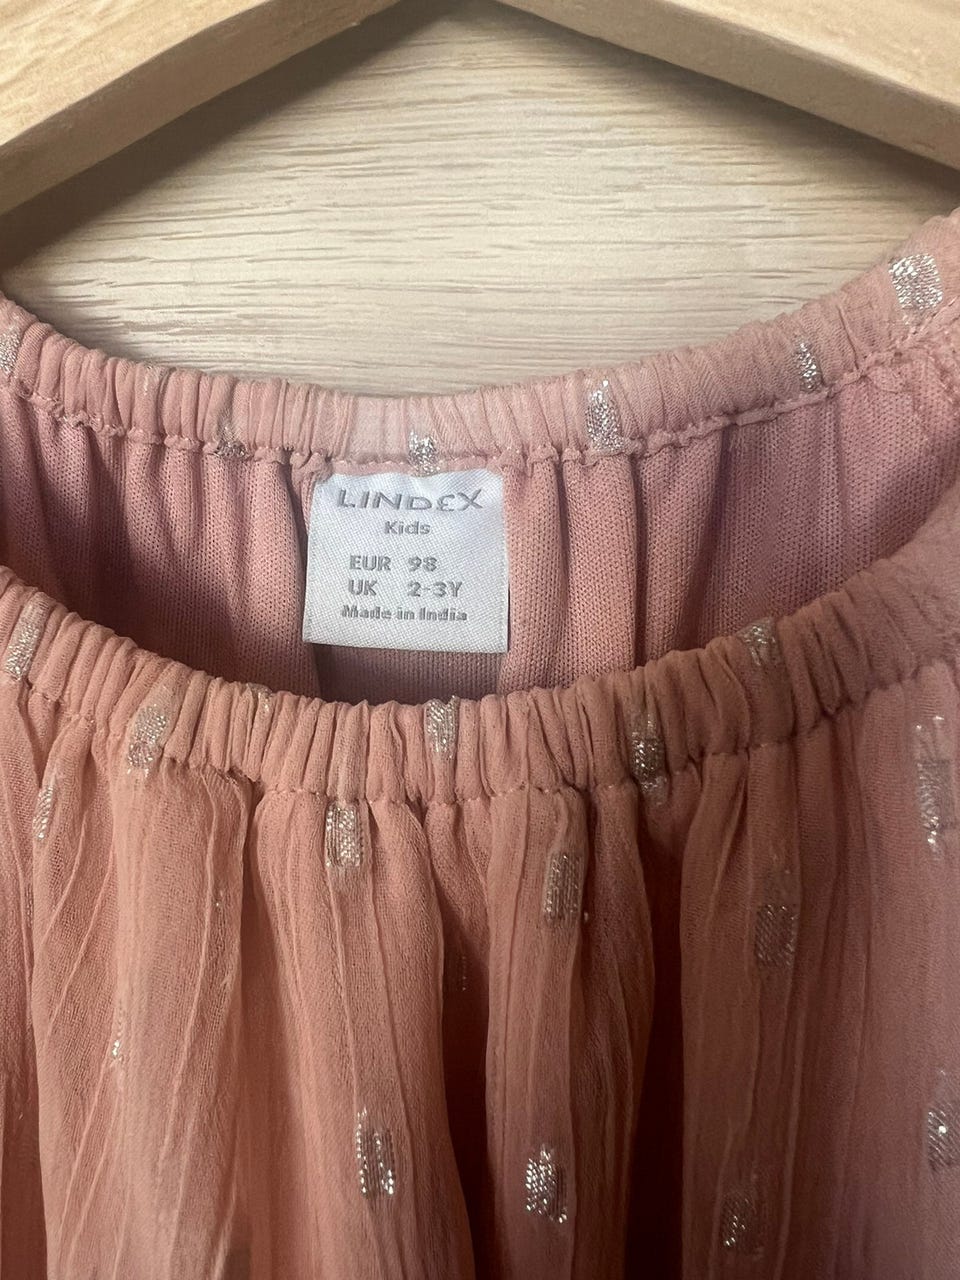 LINDEX
Kids
EUR 98
UK 2-3Y
Made in India